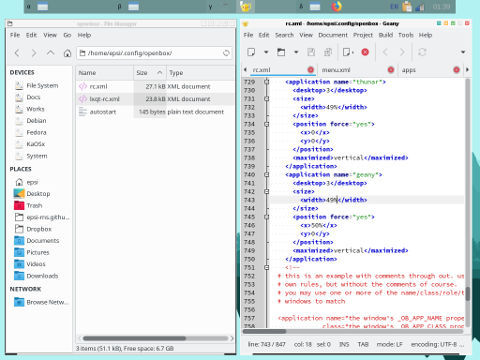 openbox - File Manager
File Edit View Go Help
/home/epsi/config/openbox/
DEVICES
File System
Docs
Works
Debian
Fedora
KaOSx
System
PLACES
epsi
Desktop
Trash
epsi-rns.githu...
Dropbox
Documents
Pictures
Videos
Downloads
NETWORK
Browse Netw...
Name Size Type
rc.xml 27.1 kB XML document
lxqt-rc.xml 23.8 kB XML document
autostart 145 bytes plain text document
3 items (51.1 kB), Free space: 6.7 GB
01:39
rc.xml - /home/epsi/.config/openbox - Geany
File Edit Search View Document Project Build Tools Help
rc.xml menu.xml apps
729 <application name="thunar">
730 <desktop>3</desktop>
731 <size>
732 <width>49%</width>
733 </size>
734 <position force="yes">
735 <x>0</x>
736 <y>0</y>
737 </position>
738 <maximized>vertical</maximized>
739 </application>
740 <application name="geany">
741 <desktop>3</desktop>
742 <size>
743 <width>49%</width>
744 </size>
745 <position force="yes">
746 <x>50%</x>
747 <y>0</y>
748 </position>
749 <maximized>vertical</maximized>
750 </application>
751 <!--
752 # this is an example with comments through out. us
753 # own rules, but without the comments of course.
754 # you may use one or more of the name/class/role/t
755 # windows to match
756
757 <application name="the window's _OB_APP_NAME prope
758 class="the window's _OB_APP_CLASS prop
line: 743 / 847 col: 18 sel: 0 INS TAB mode: LF encoding: UTF-8 ...